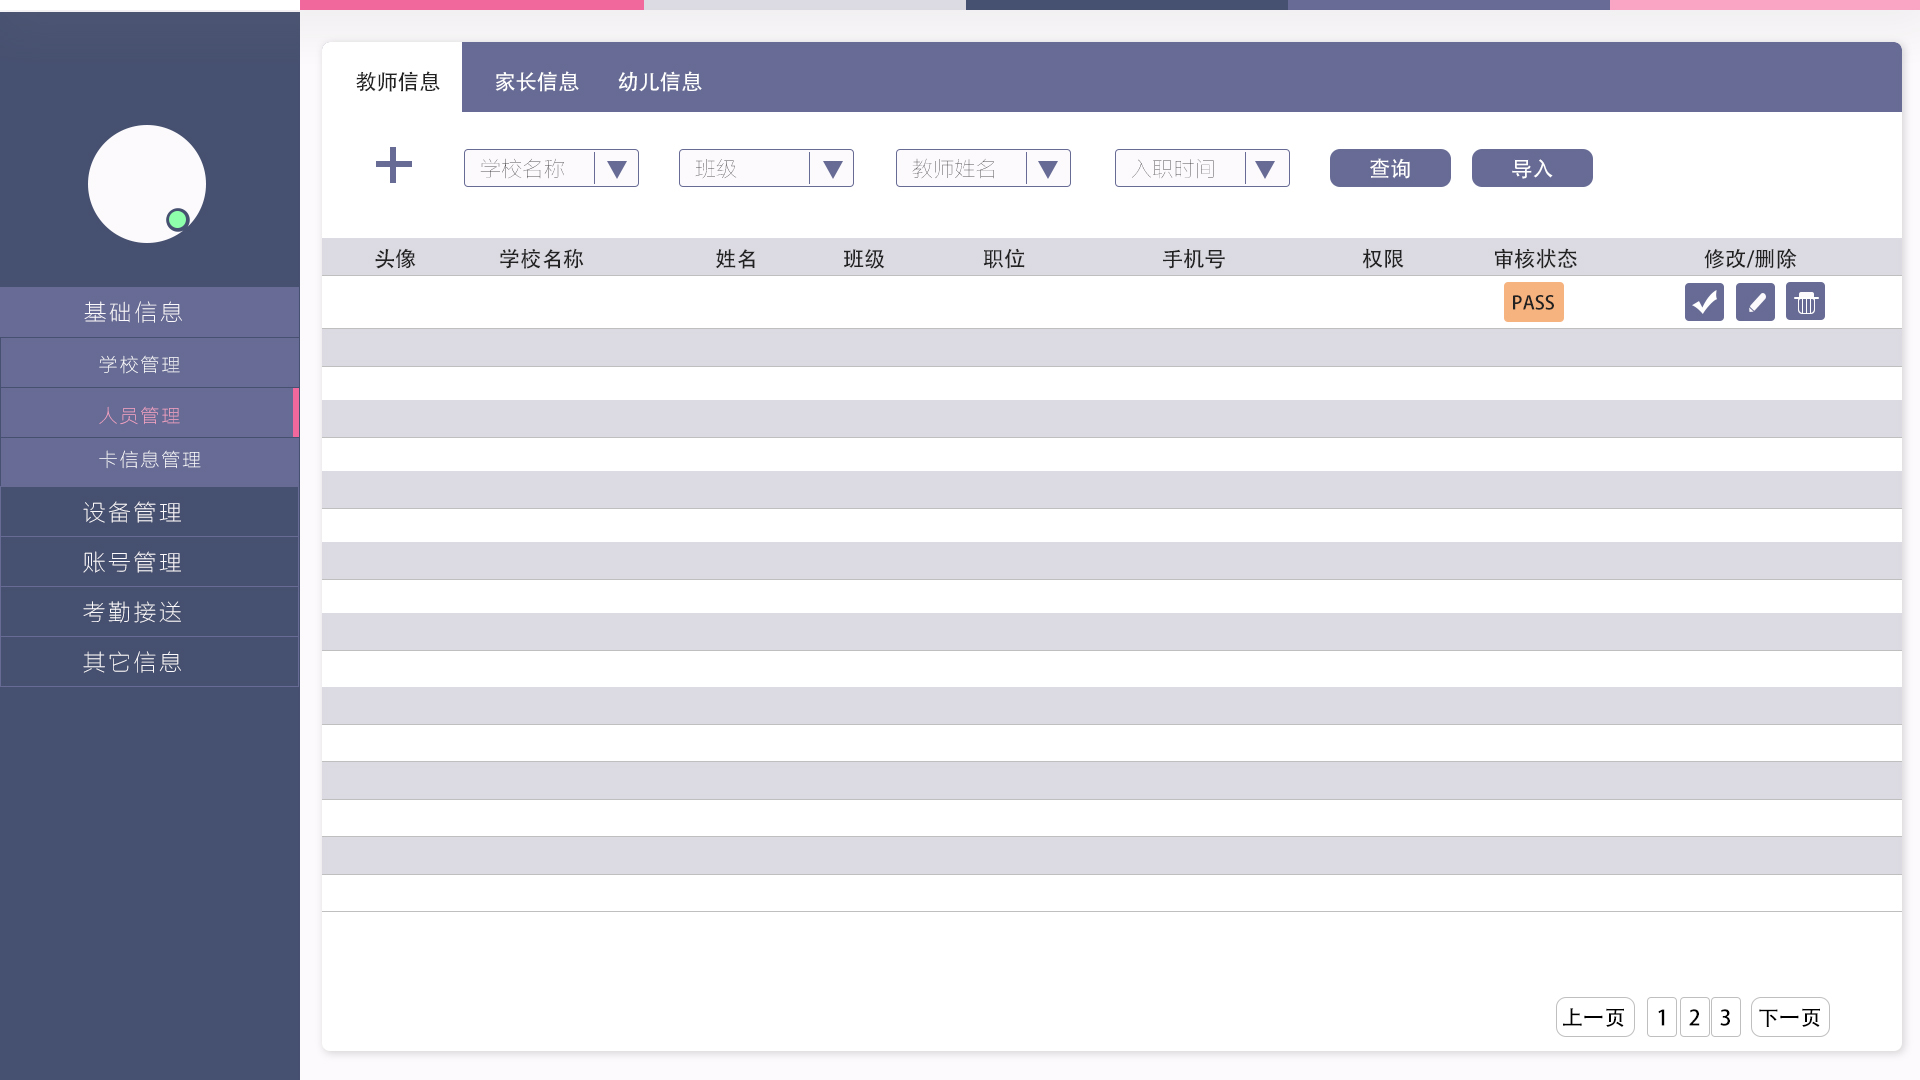 教师信息 家长信息 幼儿信息
学校名称 班级 教师姓名 入职时间 查询 导入
头像 学校名称 姓名 班级 职位 手机号 权限 审核状态 修改/删除
PASS
基础信息
学校管理
人员管理
卡信息管理
设备管理
账号管理
考勤接送
其它信息
上一页 1 2 3 下一页